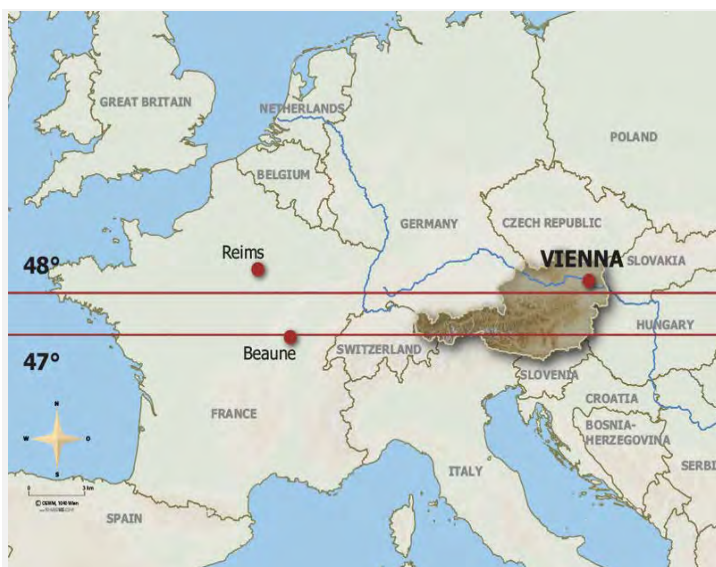 GREAT BRITAIN
NETHERLANDS
POLAND
BELGIUM
GERMANY
CZECH REPUBLIC
Reims
VIENNA
SLOVAKIA
48°
HUNGARY
Beaune
SWITZERLAND
47°
SLOVENIA
CROATIA
FRANCE
BOSNIA-
HERZEGOVINA
N
W
O
S
ITALY
SERBI
0
SPAIN